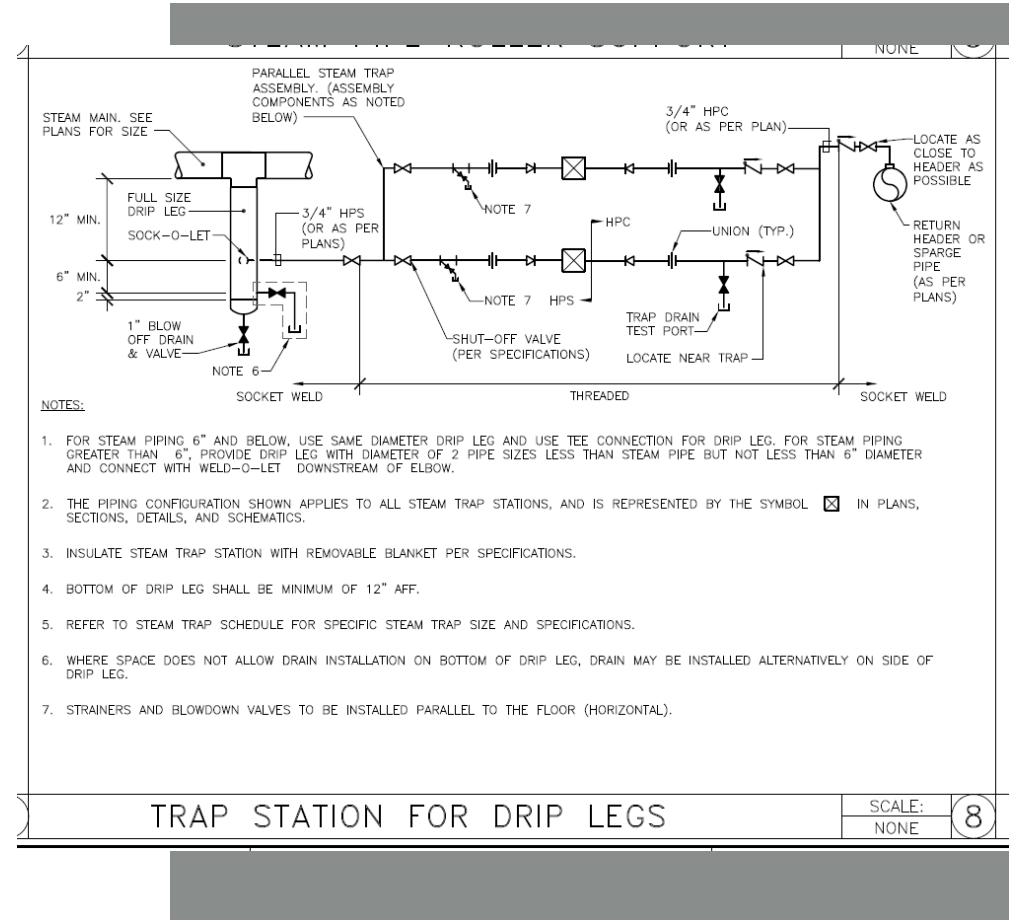 NONE
PARALLEL STEAM TRAP
ASSEMBLY. (ASSEMBLY
COMPONENTS AS NOTED
BELOW)
STEAM MAIN. SEE
PLANS FOR SIZE
3/4" HPC
(OR AS PER PLAN)
LOCATE AS
CLOSE TO
HEADER AS
POSSIBLE
12" MIN.
FULL SIZE
DRIP LEG
SOCK-O-LET
3/4" HPS
(OR AS PER
PLANS)
NOTE 7
HPC
UNION (TYP.)
RETURN
HEADER OR
SPARGE
PIPE
(AS PER
PLANS)
6" MIN.
2"
NOTE 7
HPS
1" BLOW
OFF DRAIN
& VALVE
NOTE 6
SHUT-OFF VALVE
(PER SPECIFICATIONS)
TRAP DRAIN
TEST PORT
LOCATE NEAR TRAP
SOCKET WELD
THREADED
SOCKET WELD
NOTES:
1. FOR STEAM PIPING 6" AND BELOW, USE SAME DIAMETER DRIP LEG AND USE TEE CONNECTION FOR DRIP LEG. FOR STEAM PIPING
GREATER THAN 6", PROVIDE DRIP LEG WITH DIAMETER OF 2 PIPE SIZES LESS THAN STEAM PIPE BUT NOT LESS THAN 6" DIAMETER
AND CONNECT WITH WELD-O-LET DOWNSTREAM OF ELBOW.
2. THE PIPING CONFIGURATION SHOWN APPLIES TO ALL STEAM TRAP STATIONS, AND IS REPRESENTED BY THE SYMBOL IN PLANS,
SECTIONS, DETAILS, AND SCHEMATICS.
3. INSULATE STEAM TRAP STATION WITH REMOVABLE BLANKET PER SPECIFICATIONS.
4. BOTTOM OF DRIP LEG SHALL BE MINIMUM OF 12" AFF.
5. REFER TO STEAM TRAP SCHEDULE FOR SPECIFIC STEAM TRAP SIZE AND SPECIFICATIONS.
6. WHERE SPACE DOES NOT ALLOW DRAIN INSTALLATION ON BOTTOM OF DRIP LEG, DRAIN MAY BE INSTALLED ALTERNATIVELY ON SIDE OF
DRIP LEG.
7. STRAINERS AND BLOWDOWN VALVES TO BE INSTALLED PARALLEL TO THE FLOOR (HORIZONTAL).
TRAP STATION FOR DRIP LEGS
SCALE:
NONE
8